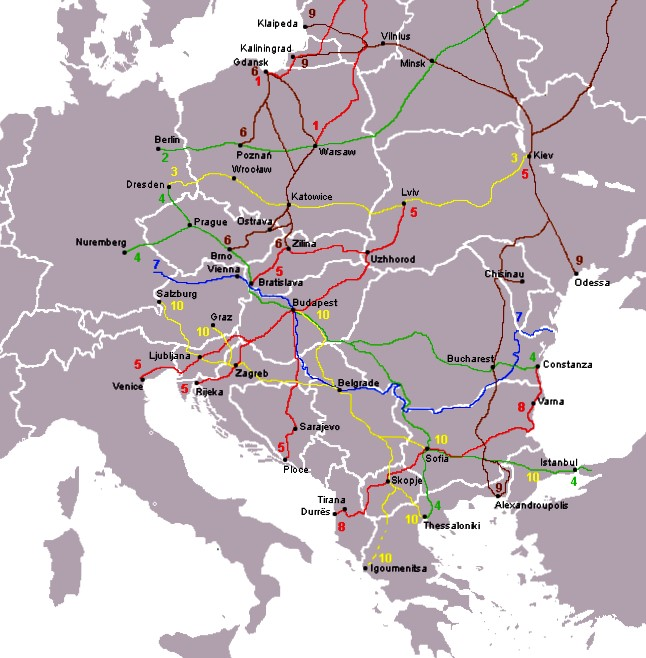 9
Klaipeda
Vilnius
Kaliningrad
9
Minsk
Gdansk
6
1
1
6
Berlin
2
Poznań
Warsaw
3
Kiev
5
Wrocław
3
Dresden
4
Katowice
Lviv
5
Prague
Ostrava
Nuremberg
4
6
Brno
6
Zilina
Uzhhorod
9
Odessa
7
Vienna
5
Bratislava
Chisinau
Salzburg
10
Budapest
10
7
Graz
10
Ljubljana
5
Venice
5
Rijeka
Zagreb
Belgrade
Bucharest
4
Constanza
8
Varna
Sarajevo
5
Ploce
10
Sofia
Istanbul
10
4
Skopje
9
Alexandroupolis
Tirana
Durrës
8
4
10
Thessaloniki
10
Igoumenitsa